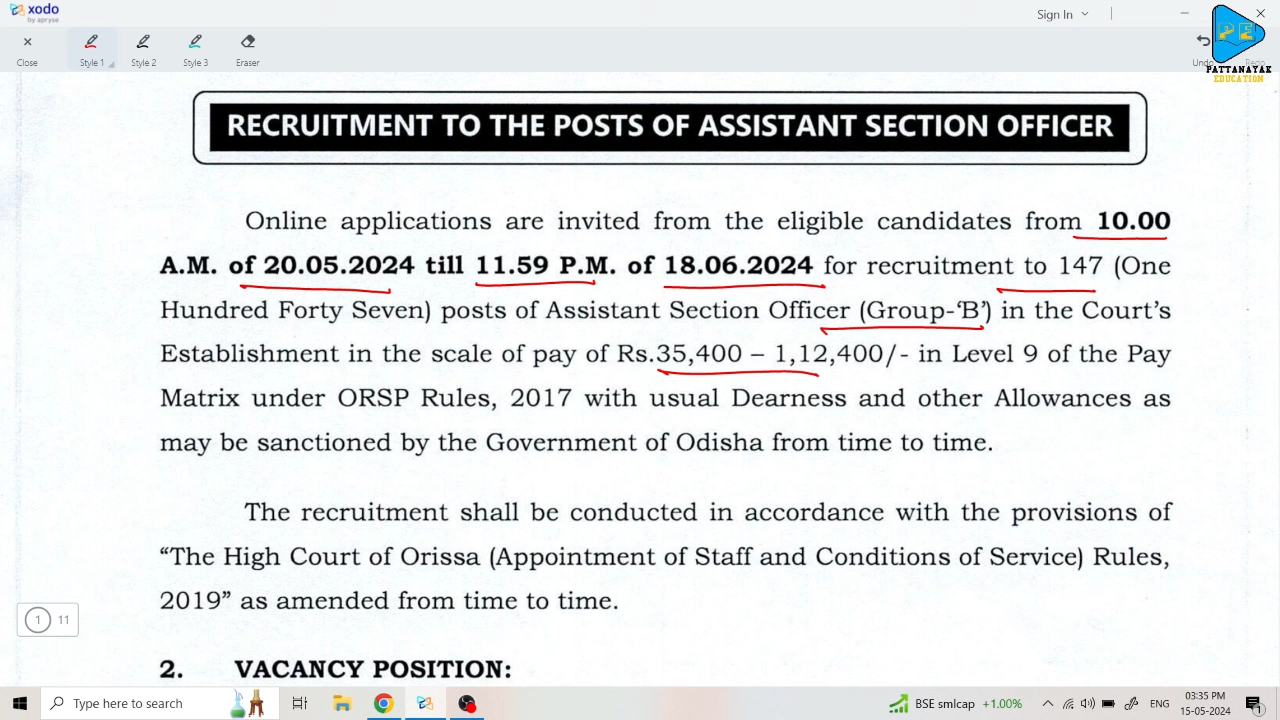 xodo
by apryse
Sign In
Close
Style 1
Style 2
Style 3
Eraser
Undo
Redo
PE
PATTANAYAK
EDUCATION
RECRUITMENT TO THE POSTS OF ASSISTANT SECTION OFFICER
Online applications are invited from the eligible candidates from 10.00
A.M. of 20.05.2024 till 11.59 P.M. of 18.06.2024 for recruitment to 147 (One
Hundred Forty Seven) posts of Assistant Section Officer (Group-‘B’) in the Court’s
Establishment in the scale of pay of Rs.35,400 – 1,12,400/- in Level 9 of the Pay
Matrix under ORSP Rules, 2017 with usual Dearness and other Allowances as
may be sanctioned by the Government of Odisha from time to time.
The recruitment shall be conducted in accordance with the provisions of
“The High Court of Orissa (Appointment of Staff and Conditions of Service) Rules,
2019” as amended from time to time.
1 11
2. VACANCY POSITION:
Type here to search
BSE smlcap +1.00%
ENG
03:35 PM
15-05-2024
1